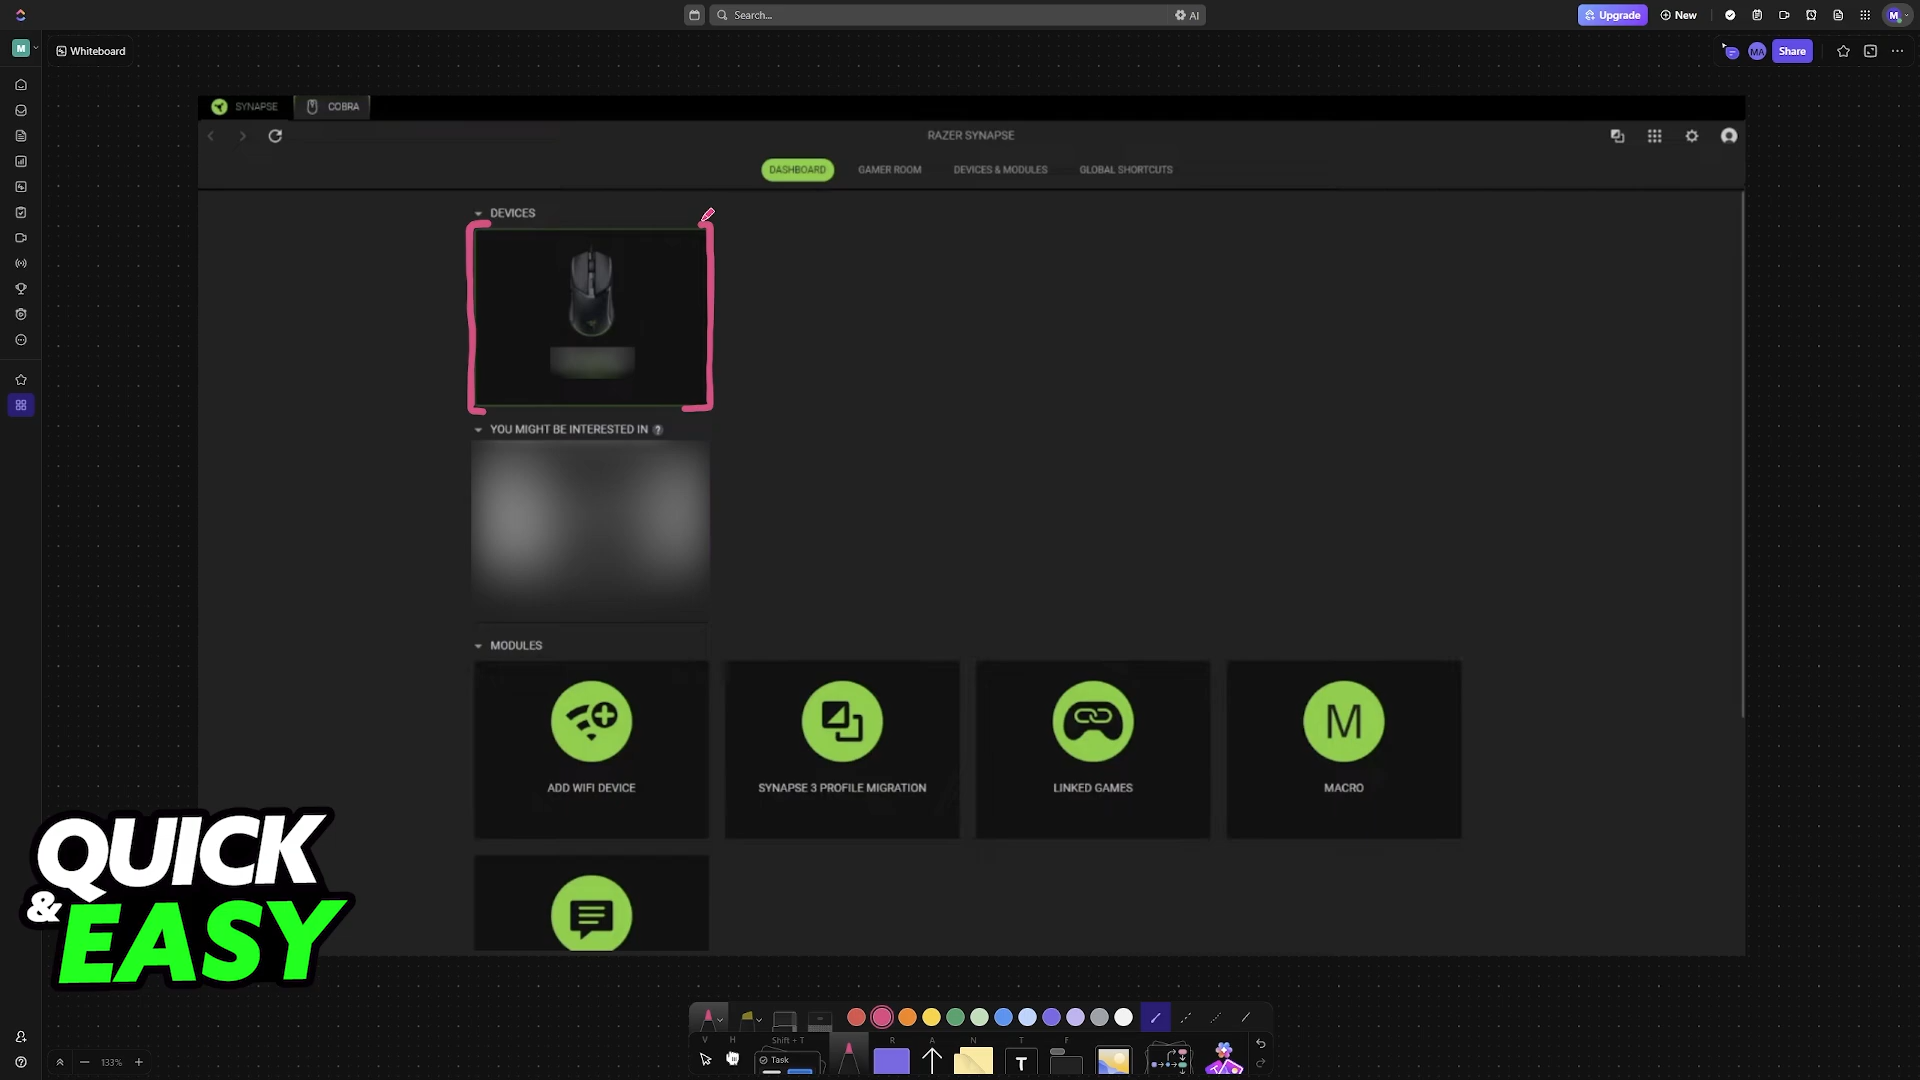 Search...
AI
Upgrade
New
M
M
Whiteboard
MA
Share
SYNAPSE
COBRA
RAZER SYNAPSE
DASHBOARD
GAMER ROOM
DEVICES & MODULES
GLOBAL SHORTCUTS
DEVICES
YOU MIGHT BE INTERESTED IN ?
MODULES
ADD WIFI DEVICE
SYNAPSE 3 PROFILE MIGRATION
LINKED GAMES
M
MACRO
QUICK
& EASY
V
H
Shift + T
R
A
N
T
F
Task
T
133%